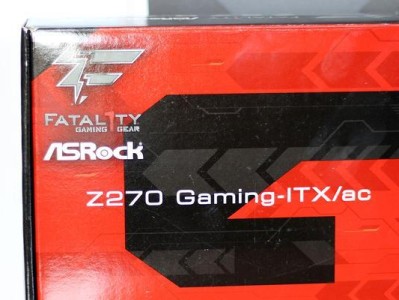 FATAL1TY
GAMING GEAR
ASRock
Z270 Gaming-ITX/ac